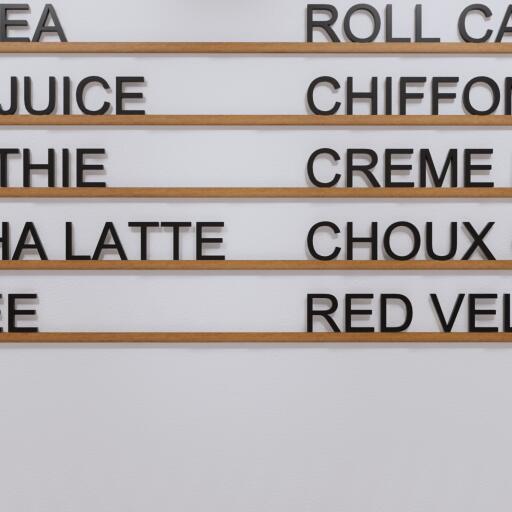 EA ROLL CA
JUICE CHIFFON
THIE CREME
HA LATTE CHOUX
EE RED VEL